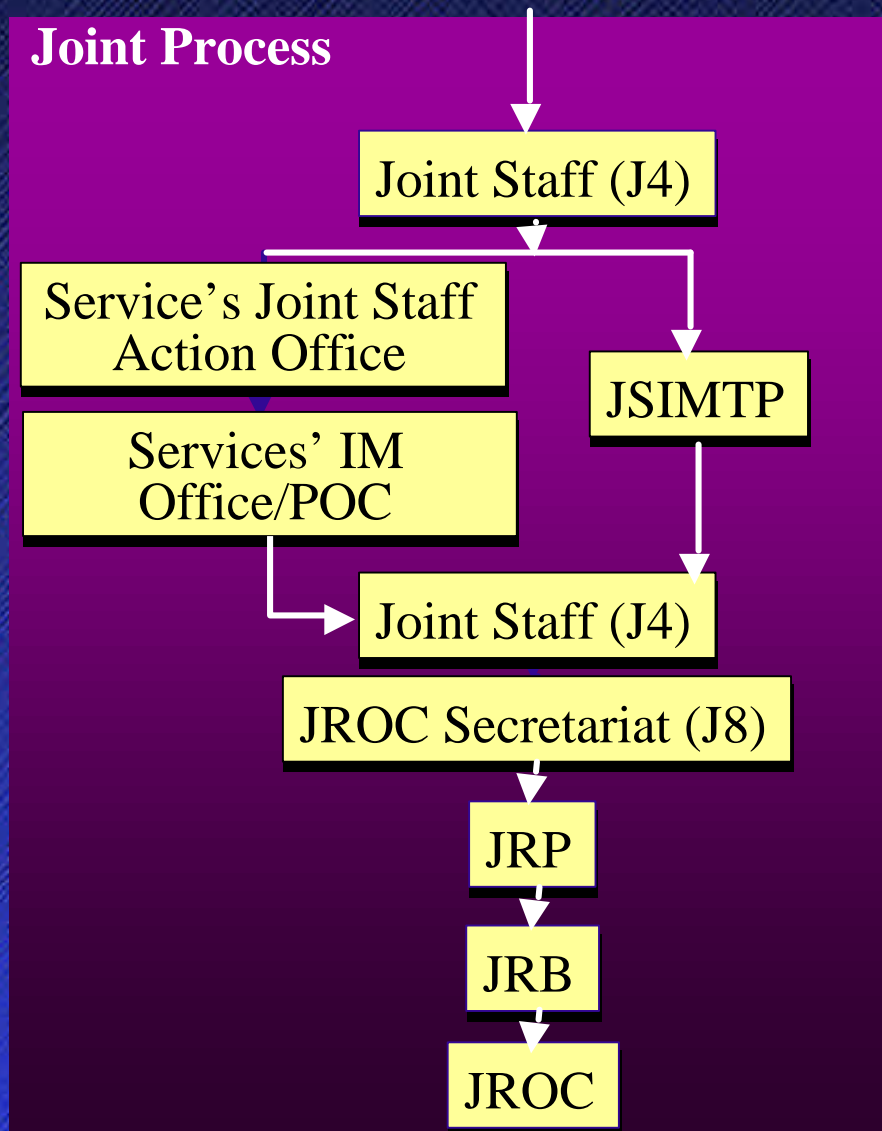 Joint Process
Joint Staff (J4)
Service’s Joint Staff
Action Office
JSIMTP
Services’ IM
Office/POC
Joint Staff (J4)
JROC Secretariat (J8)
JRP
JRB
JROC